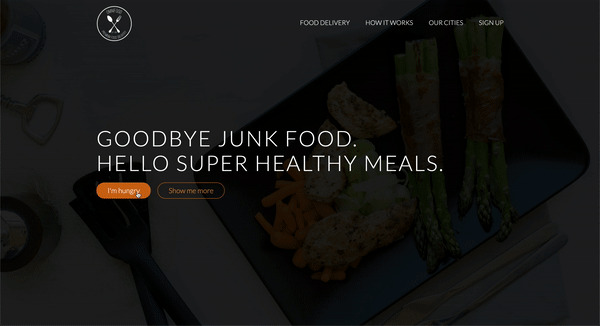 FOOD DELIVERY HOW IT WORKS OUR CITIES SIGN UP
GOODBYE JUNK FOOD.
HELLO SUPER HEALTHY MEALS.
I'm hungry Show me more